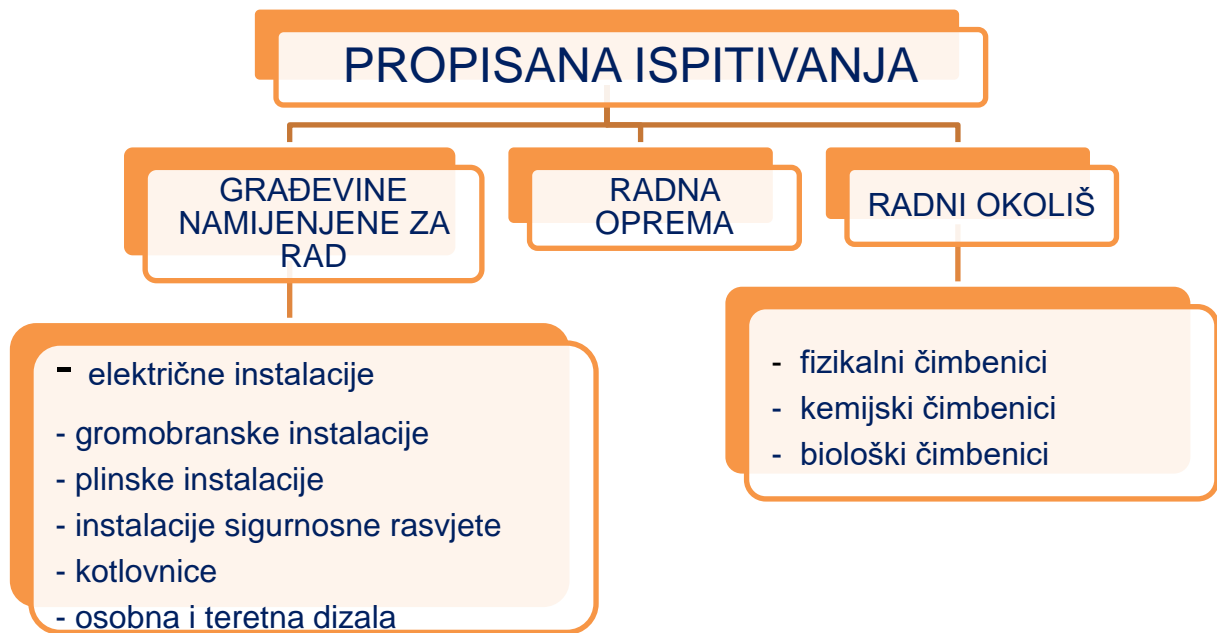 PROPISANA ISPITIVANJA
GRAĐEVINE
NAMIJENJENE ZA
RAD
RADNA
OPREMA
RADNI OKOLIŠ
- električne instalacije
- gromobranske instalacije
- plinske instalacije
- instalacije sigurnosne rasvjete
- kotlovnice
- osobna i teretna dizala
- fizikalni čimbenici
- kemijski čimbenici
- biološki čimbenici